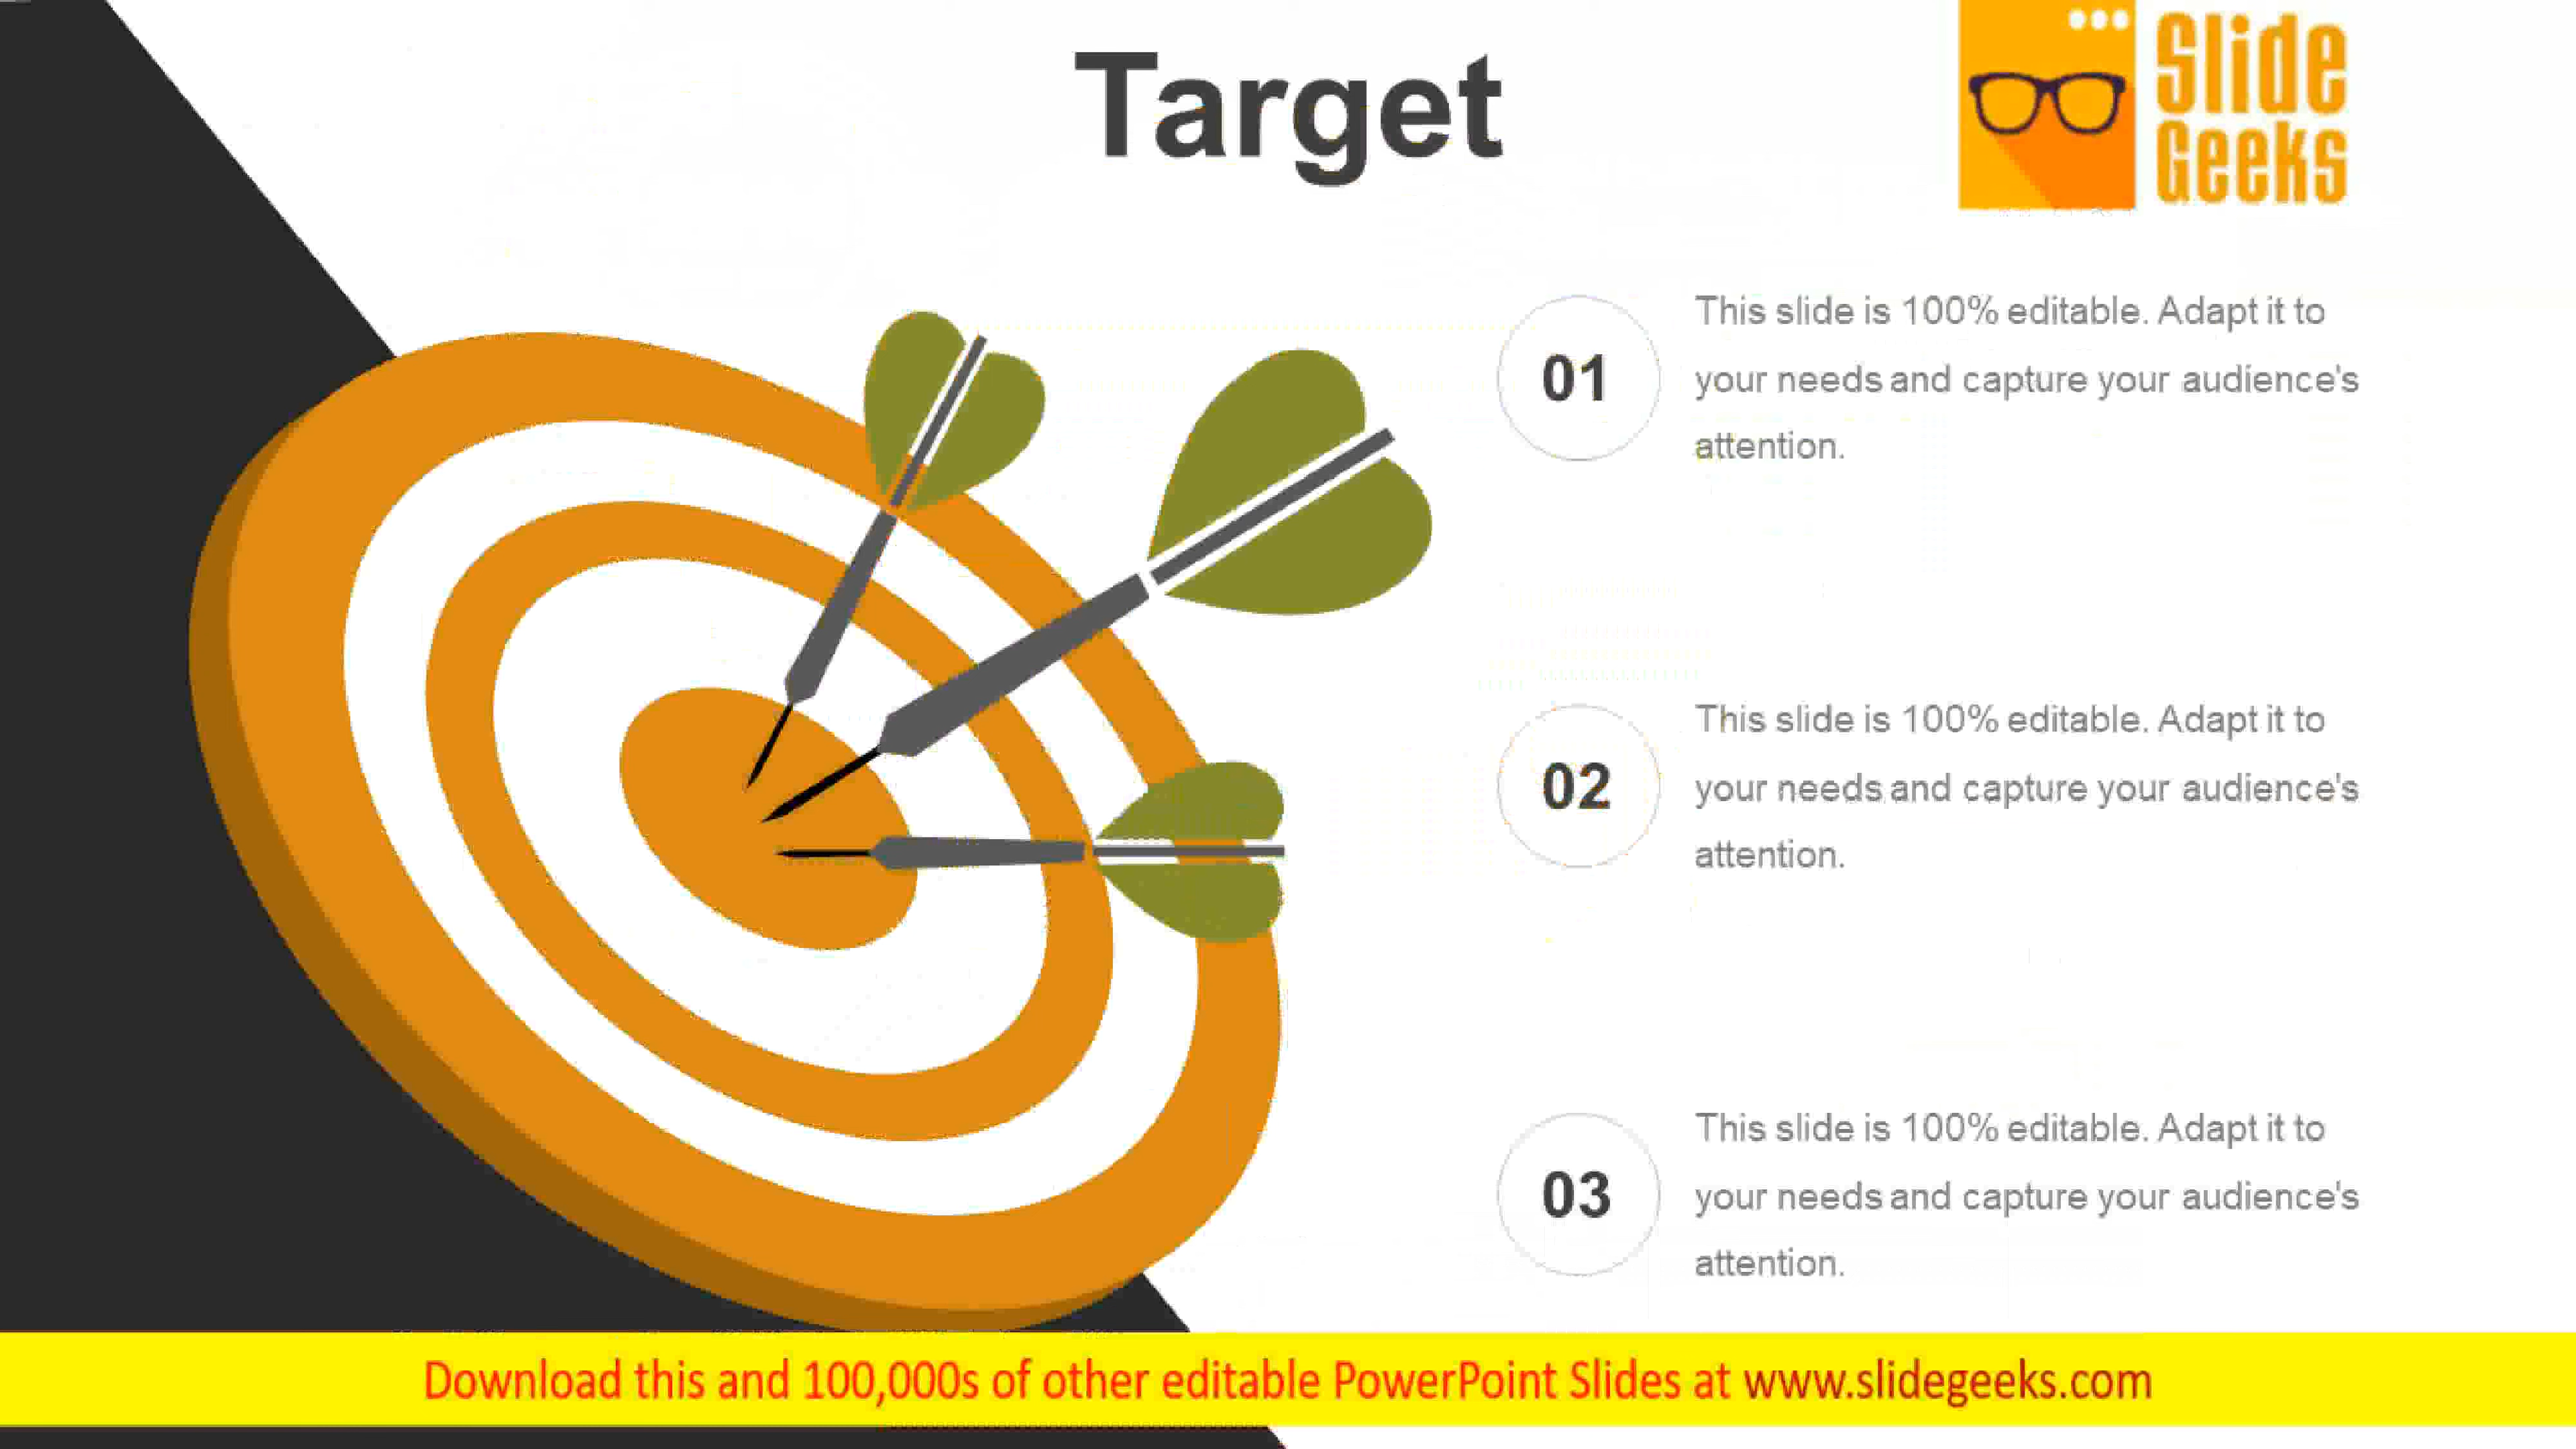 Target
Slide
Geeks
01
This slide is 100% editable. Adapt it to
your needs and capture your audience's
attention.
02
This slide is 100% editable. Adapt it to
your needs and capture your audience's
attention.
03
This slide is 100% editable. Adapt it to
your needs and capture your audience's
attention.
Download this and 100,000s of other editable PowerPoint Slides at www.slidegeeks.com